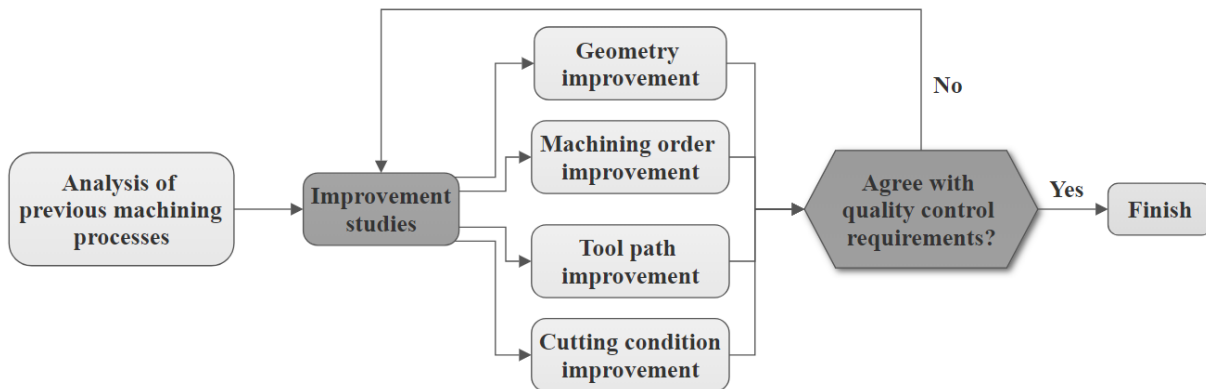 Analysis of
previous machining
processes
Improvement
studies
Geometry
improvement
Machining order
improvement
Tool path
improvement
Cutting condition
improvement
Agree with
quality control
requirements?
No
Yes
Finish